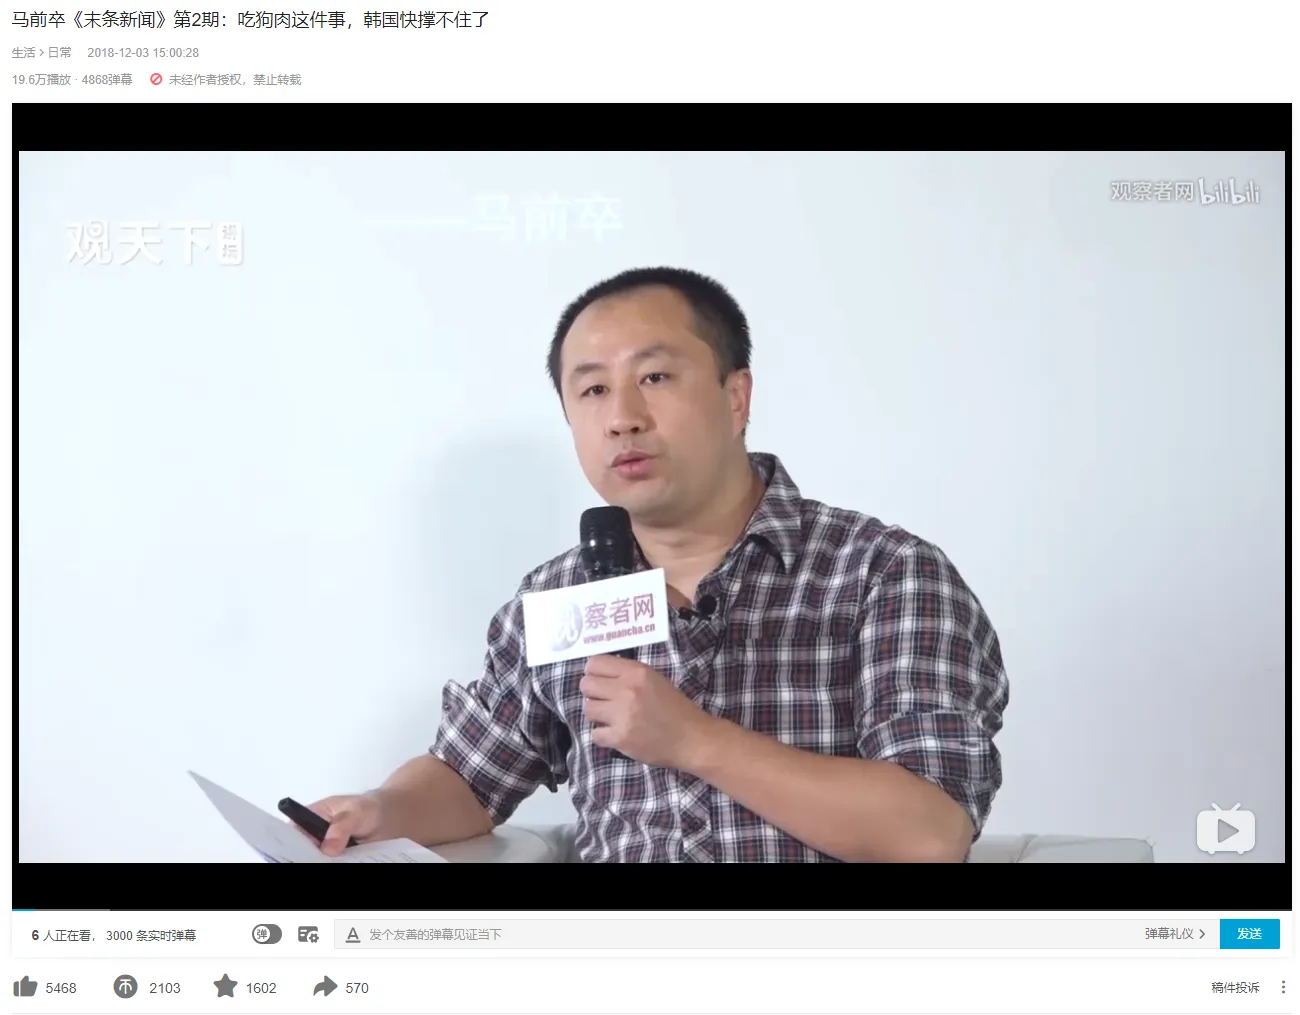 马前卒《末条新闻》第2期：吃狗肉这件事，韩国快撑不住了
生活 > 日常 2018-12-03 15:00:28
19.6万播放 · 4868弹幕 未经作者授权，禁止转载
观察者网 bilibili
——马前卒
观天下讲坛
观察者网
www.guancha.cn
6 人正在看， 3000 条实时弹幕 弹 A 发个友善的弹幕见证当下 弹幕礼仪 > 发送
5468 2103 1602 570 稿件投诉